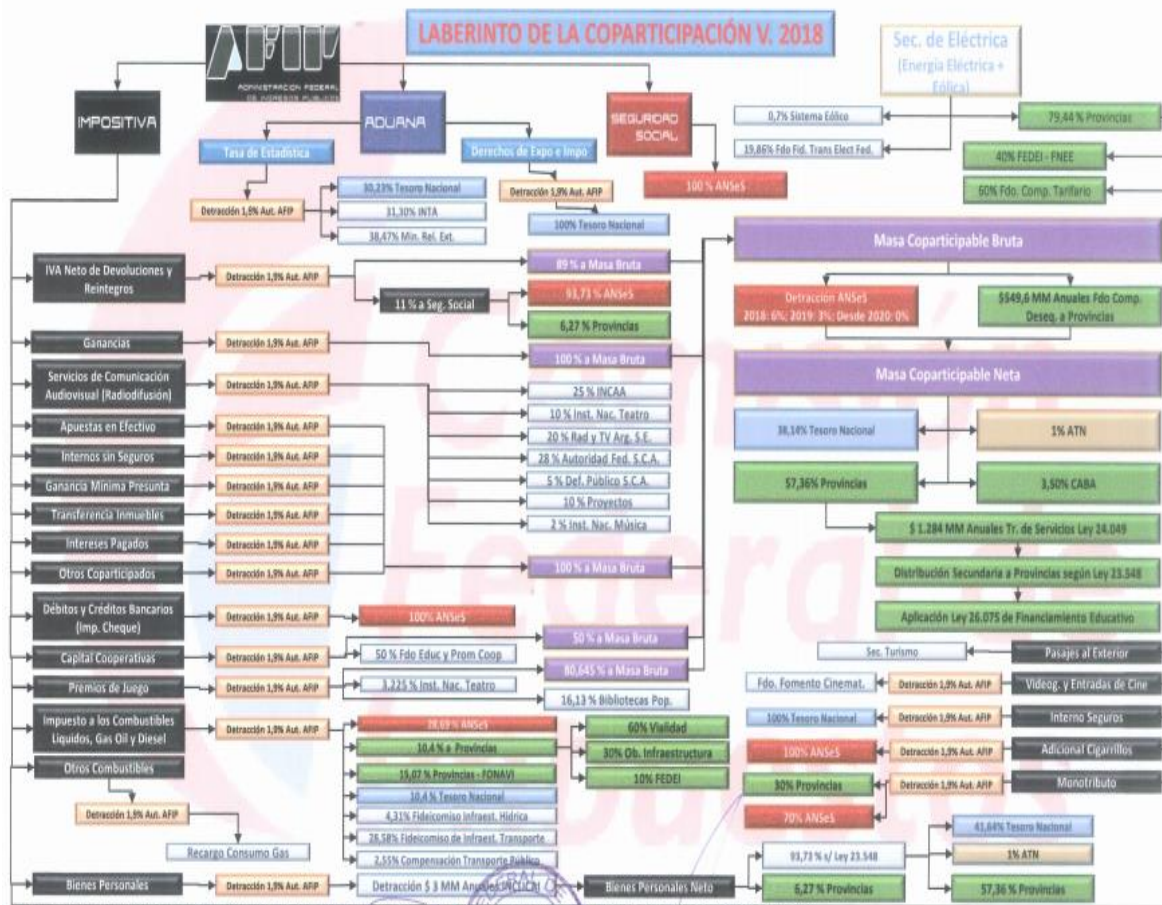 LABERINTO DE LA COPARTICIPACIÓN V. 2018
AFIP
ADMINISTRACION FEDERAL
DE INGRESOS PUBLICOS
Sec. de Eléctrica
(Energía Eléctrica +
Eólica)
IMPOSITIVA
ADUANA
SEGURIDAD
SOCIAL
0,7% Sistema Eólico
79,44 % Provincias
19,86% Fdo Fid. Trans Elect Fed.
40% FEDEI - FNEE
60% Fdo. Comp. Tarifario
Tasa de Estadística
Derechos de Expo e Impo
100 % ANSeS
Detracción 1,9% Aut. AFIP
30,23% Tesoro Nacional
31,30% INTA
38,47% Min. Rel. Ext.
Detracción 1,9% Aut. AFIP
100% Tesoro Nacional
Masa Coparticipable Bruta
IVA Neto de Devoluciones y
Reintegros
Detracción 1,9% Aut. AFIP
89 % a Masa Bruta
11 % a Seg. Social
93,73 % ANSeS
6,27 % Provincias
Detracción ANSeS
2018: 6%; 2019: 3%; Desde 2020: 0%
$549,6 MM Anuales Fdo Comp.
Deseq. a Provincias
Ganancias
Detracción 1,9% Aut. AFIP
100 % a Masa Bruta
Masa Coparticipable Neta
Servicios de Comunicación
Audiovisual (Radiodifusión)
Detracción 1,9% Aut. AFIP
25 % INCAA
10 % Inst. Nac. Teatro
20 % Rad y TV Arg. S.E.
28 % Autoridad Fed. S.C.A.
5 % Def. Público S.C.A.
10 % Proyectos
2 % Inst. Nac. Música
38,14% Tesoro Nacional
1% ATN
57,36% Provincias
3,50% CABA
Apuestas en Efectivo
Detracción 1,9% Aut. AFIP
Internos sin Seguros
Detracción 1,9% Aut. AFIP
Ganancia Mínima Presunta
Detracción 1,9% Aut. AFIP
Transferencia Inmuebles
Detracción 1,9% Aut. AFIP
Intereses Pagados
Detracción 1,9% Aut. AFIP
Otros Coparticipados
Detracción 1,9% Aut. AFIP
100 % a Masa Bruta
$ 1.284 MM Anuales Tr. de Servicios Ley 24.049
Distribución Secundaria a Provincias según Ley 23.548
Aplicación Ley 26.075 de Financiamiento Educativo
Débitos y Créditos Bancarios
(Imp. Cheque)
Detracción 1,9% Aut. AFIP
100% ANSeS
Capital Cooperativas
Detracción 1,9% Aut. AFIP
50 % a Masa Bruta
50 % Fdo Educ y Prom Coop
Premios de Juego
Detracción 1,9% Aut. AFIP
80,645 % a Masa Bruta
3,225 % Inst. Nac. Teatro
16,13 % Bibliotecas Pop.
Sec. Turismo
Pasajes al Exterior
Fdo. Fomento Cinemat.
Detracción 1,9% Aut. AFIP
Videog. y Entradas de Cine
100% Tesoro Nacional
Detracción 1,9% Aut. AFIP
Interno Seguros
100% ANSeS
Detracción 1,9% Aut. AFIP
Adicional Cigarrillos
30% Provincias
Detracción 1,9% Aut. AFIP
Monotributo
70% ANSeS
Impuesto a los Combustibles
Liquidos, Gas Oil y Diesel
Detracción 1,9% Aut. AFIP
28,69 % ANSeS
10,4 % a Provincias
15,07 % Provincias - FONAVI
10,4 % Tesoro Nacional
4,31% Fideicomiso Infraest. Hídrica
28,58% Fideicomiso de Infraest. Transporte
2,55% Compensación Transporte Público
60% Vialidad
30% Ob. Infraestructura
10% FEDEI
Otros Combustibles
Detracción 1,9% Aut. AFIP
Recargo Consumo Gas
Bienes Personales
Detracción 1,9% Aut. AFIP
Detracción $ 3 MM Anuales INCUCAI
Bienes Personales Neto
93,73 % s/ Ley 23.548
6,27 % Provincias
41,64% Tesoro Nacional
1% ATN
57,36 % Provincias
Comisión
Federal de
Impuestos